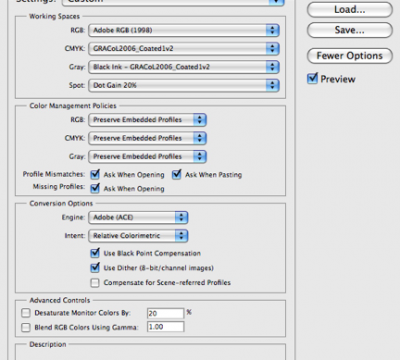 Settings: Custom
Load...
Save...
Fewer Options
Preview
Working Spaces
RGB: Adobe RGB (1998)
CMYK: GRACoL2006_Coated1v2
Gray: Black Ink - GRACoL2006_Coated1v2
Spot: Dot Gain 20%
Color Management Policies
RGB: Preserve Embedded Profiles
CMYK: Preserve Embedded Profiles
Gray: Preserve Embedded Profiles
Profile Mismatches: Ask When Opening Ask When Pasting
Missing Profiles: Ask When Opening
Conversion Options
Engine: Adobe (ACE)
Intent: Relative Colorimetric
Use Black Point Compensation
Use Dither (8-bit/channel images)
Compensate for Scene-referred Profiles
Advanced Controls
Desaturate Monitor Colors By: 20 %
Blend RGB Colors Using Gamma: 1.00
Description